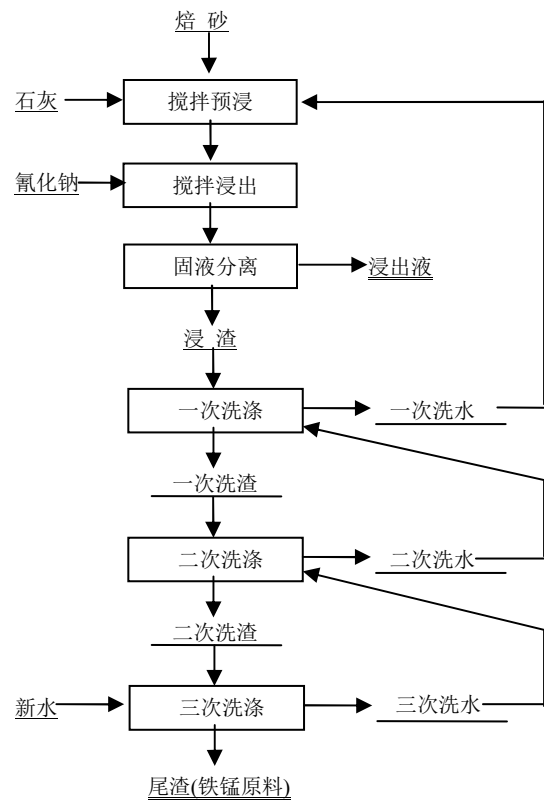 焙 砂
石灰
搅拌预浸
氰化钠
搅拌浸出
固液分离
浸出液
浸 渣
一次洗涤
一次洗水
一次洗渣
二次洗涤
二次洗水
二次洗渣
新水
三次洗涤
三次洗水
尾渣(铁锰原料)